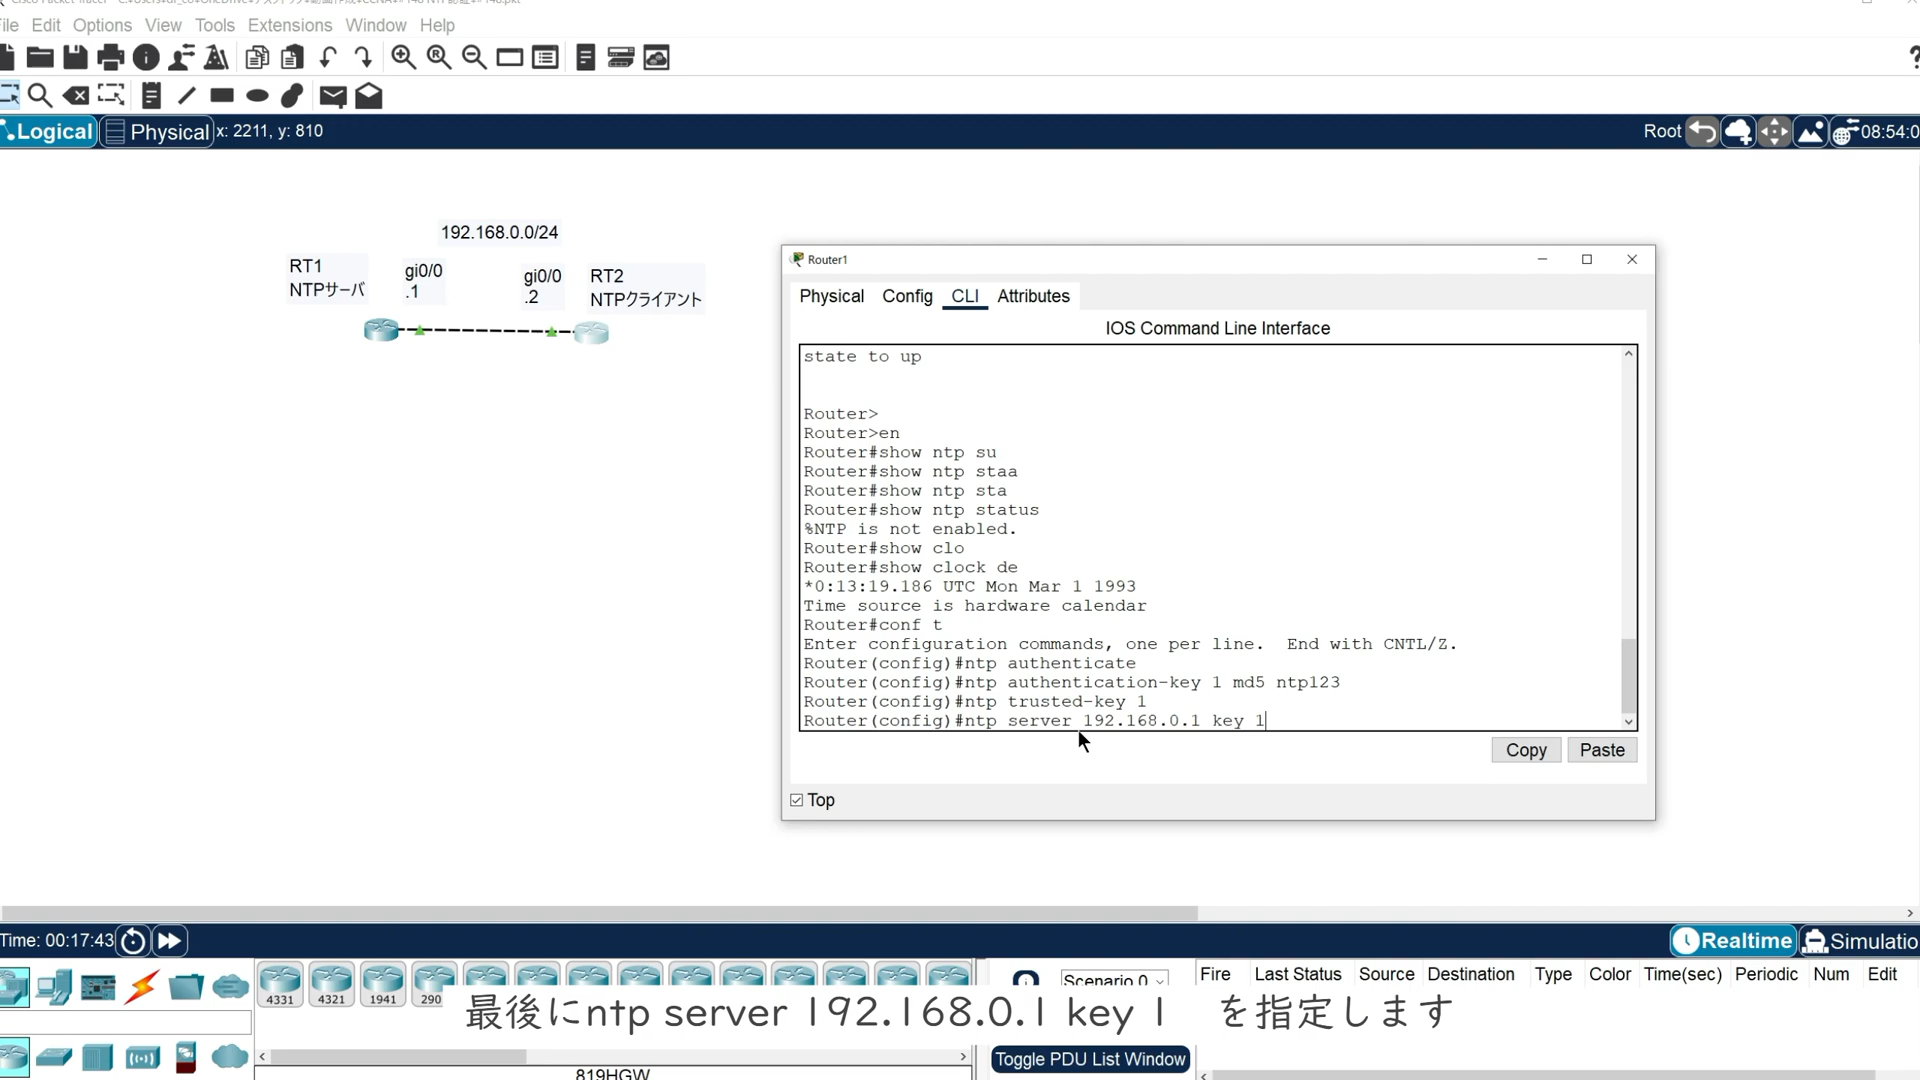 File Edit Options View Tools Extensions Window Help
Logical Physical x: 2211, y: 810 Root 08:54:0
192.168.0.0/24
RT1
NTPサーバ
gi0/0
.1
gi0/0
.2
RT2
NTPクライアント
Router1
Physical Config CLI Attributes
IOS Command Line Interface
state to up
Router>
Router>en
Router#show ntp su
Router#show ntp staa
Router#show ntp sta
Router#show ntp status
%NTP is not enabled.
Router#show clo
Router#show clock de
*0:13:19.186 UTC Mon Mar 1 1993
Time source is hardware calendar
Router#conf t
Enter configuration commands, one per line.  End with CNTL/Z.
Router(config)#ntp authenticate
Router(config)#ntp authentication-key 1 md5 ntp123
Router(config)#ntp trusted-key 1
Router(config)#ntp server 192.168.0.1 key 1
Copy Paste
Top
Time: 00:17:43 Realtime Simulatio
4331 4321 1941 290
Scenario 0
Fire Last Status Source Destination Type Color Time(sec) Periodic Num Edit
最後にntp server 192.168.0.1 key 1 を指定します
Toggle PDU List Window
819HGW